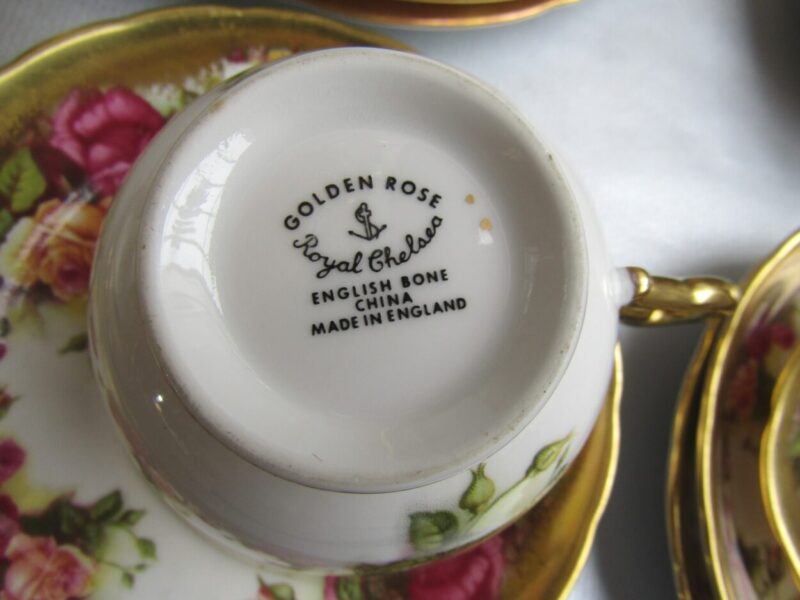 GOLDEN ROSE
Royal Chelsea
ENGLISH BONE
CHINA
MADE IN ENGLAND